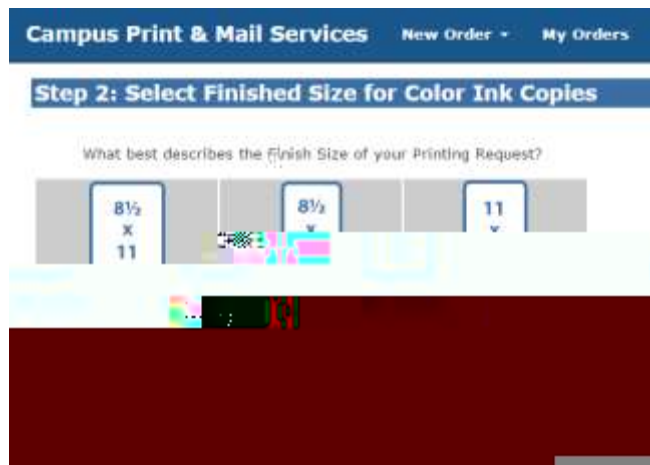 Campus Print & Mail Services New Order My Orders
Step 2: Select Finished Size for Color Ink Copies
What best describes the Finish Size of your Printing Request?
8½ 8½ 11
x x x
11